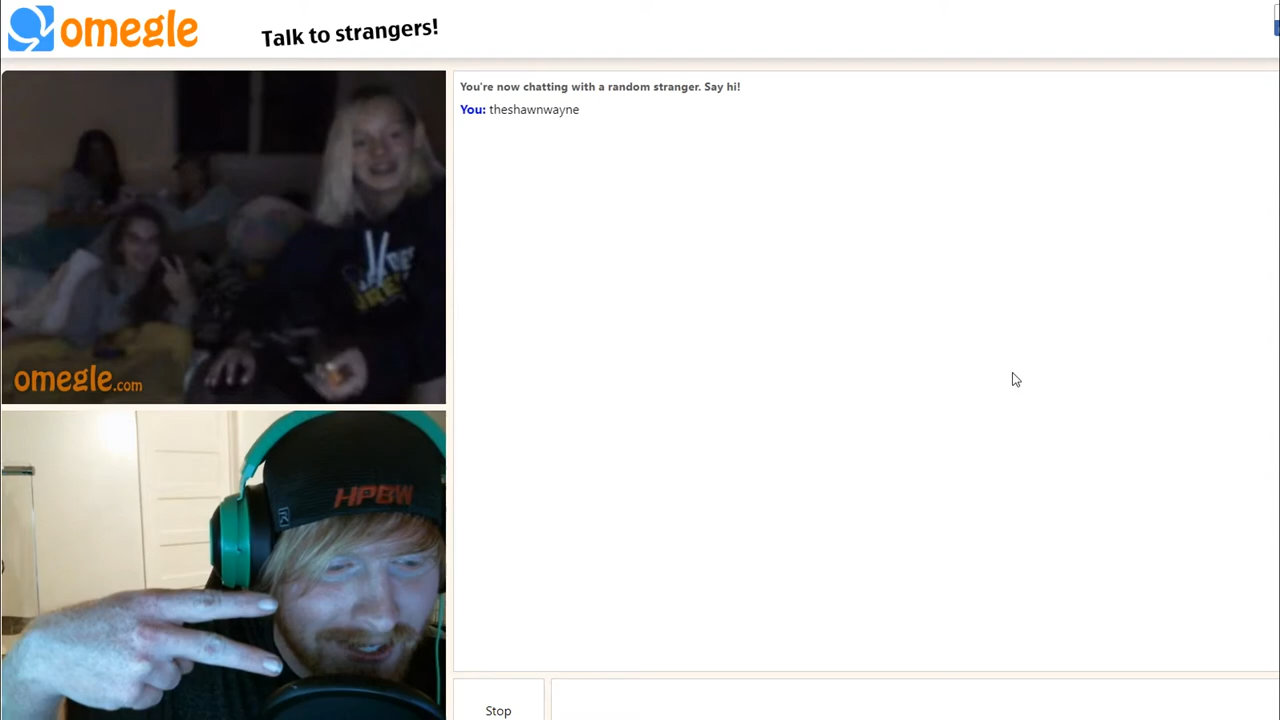 omegle
Talk to strangers!
You're now chatting with a random stranger. Say hi!
You: theshawnwayne
omegle.com
HPBW
Stop